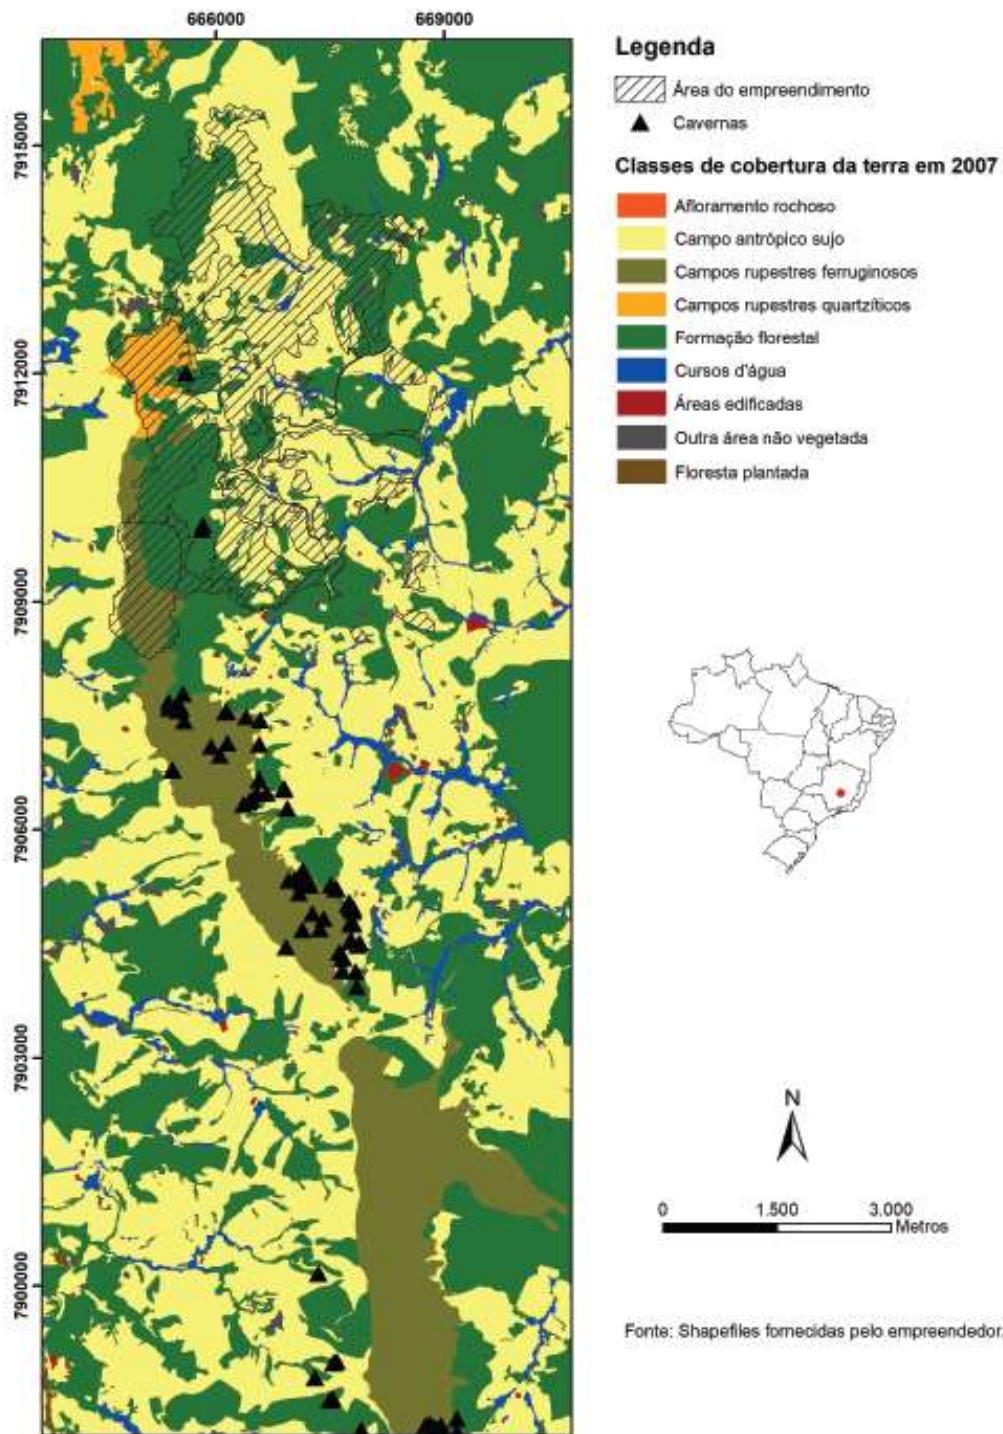 666000 669000
7915000
7912000
7909000
7906000
7903000
7900000
Legenda
Área do empreendimento
Cavernas
Classes de cobertura da terra em 2007
Afloramento rochoso
Campo antrópico sujo
Campos rupestres ferruginosos
Campos rupestres quartzíticos
Formação florestal
Cursos d'água
Áreas edificadas
Outra área não vegetada
Floresta plantada
N
0 1.500 3.000
Metros
Fonte: Shapefiles fornecidas pelo empreendedor.